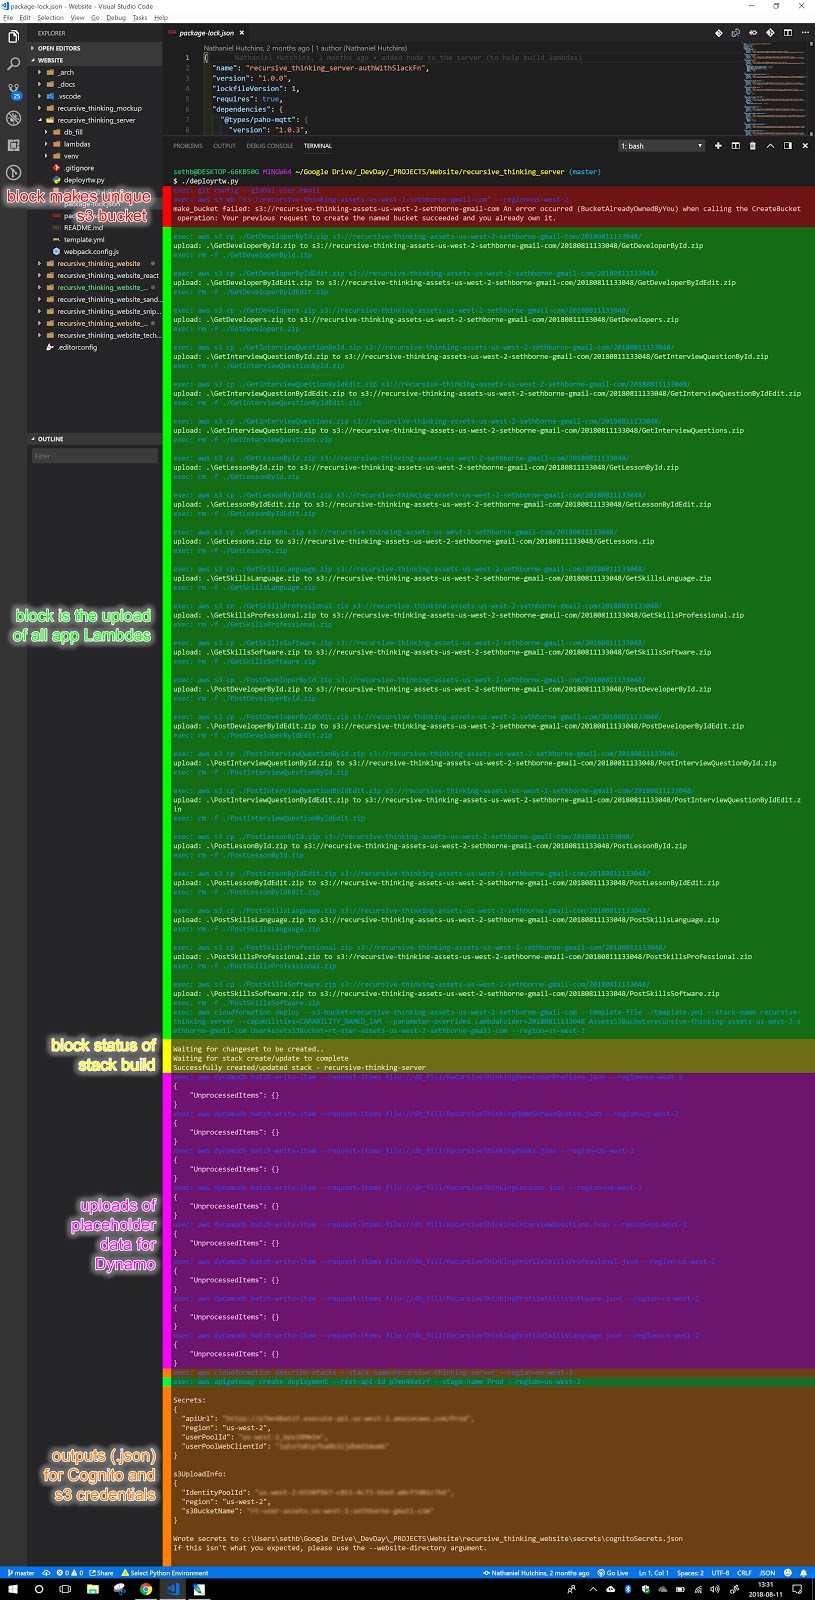 package-lock.json - Website - Visual Studio Code
File Edit Selection View Go Debug Tasks Help
EXPLORER
OPEN EDITORS
WEBSITE
_arch
_docs
.vscode
recursive_thinking_mockup
recursive_thinking_server
db_fill
lambdas
venv
.gitignore
deployrtw.py
README.md
template.yml
webpack.config.js
recursive_thinking_website
recursive_thinking_website_react
recursive_thinking_website_...
recursive_thinking_website_sand...
recursive_thinking_website_snip...
recursive_thinking_website_...
recursive_thinking_website_tech...
.editorconfig
OUTLINE
Filter
block makes unique
s3 bucket
block is the upload
of all app Lambdas
block status of
stack build
uploads of
placeholder
data for
Dynamo
outputs (.json)
for Cognito and
s3 credentials
package-lock.json
Nathaniel Hutchins, 2 months ago | 1 author (Nathaniel Hutchins)
1 { Nathaniel Hutchins, 2 months ago • added node to the server (to help build lambdas)
2 "name": "recursive_thinking_server-authWithSlackFn",
3 "version": "1.0.0",
4 "lockfileVersion": 1,
5 "requires": true,
6 "dependencies": {
7 "@types/paho-mqtt": {
8 "version": "1.0.3",
PROBLEMS OUTPUT DEBUG CONSOLE TERMINAL 1: bash
sethb@DESKTOP-66KB50G MINGW64 ~/Google Drive/_DevDay/_PROJECTS/Website/recursive_thinking_server (master)
$ ./deployrtw.py
exec: git config --global user.email
exec: aws s3 mb "s3://recursive-thinking-assets-us-west-2-sethborne-gmail-com" --region=us-west-2
make_bucket failed: s3://recursive-thinking-assets-us-west-2-sethborne-gmail-com An error occurred (BucketAlreadyOwnedByYou) when calling the CreateBucket
operation: Your previous request to create the named bucket succeeded and you already own it.
exec: aws s3 cp ./GetDeveloperById.zip s3://recursive-thinking-assets-us-west-2-sethborne-gmail-com/20180811133048/
upload: .\GetDeveloperById.zip to s3://recursive-thinking-assets-us-west-2-sethborne-gmail-com/20180811133048/GetDeveloperById.zip
exec: rm -f ./GetDeveloperById.zip
exec: aws s3 cp ./GetDeveloperByIdEdit.zip s3://recursive-thinking-assets-us-west-2-sethborne-gmail-com/20180811133048/
upload: .\GetDeveloperByIdEdit.zip to s3://recursive-thinking-assets-us-west-2-sethborne-gmail-com/20180811133048/GetDeveloperByIdEdit.zip
exec: rm -f ./GetDeveloperByIdEdit.zip
exec: aws s3 cp ./GetDevelopers.zip s3://recursive-thinking-assets-us-west-2-sethborne-gmail-com/20180811133048/
upload: .\GetDevelopers.zip to s3://recursive-thinking-assets-us-west-2-sethborne-gmail-com/20180811133048/GetDevelopers.zip
exec: rm -f ./GetDevelopers.zip
exec: aws s3 cp ./GetInterviewQuestionById.zip s3://recursive-thinking-assets-us-west-2-sethborne-gmail-com/20180811133048/
upload: .\GetInterviewQuestionById.zip to s3://recursive-thinking-assets-us-west-2-sethborne-gmail-com/20180811133048/GetInterviewQuestionById.zip
exec: rm -f ./GetInterviewQuestionById.zip
exec: aws s3 cp ./GetInterviewQuestionByIdEdit.zip s3://recursive-thinking-assets-us-west-2-sethborne-gmail-com/20180811133048/
upload: .\GetInterviewQuestionByIdEdit.zip to s3://recursive-thinking-assets-us-west-2-sethborne-gmail-com/20180811133048/GetInterviewQuestionByIdEdit.zip
exec: rm -f ./GetInterviewQuestionByIdEdit.zip
exec: aws s3 cp ./GetInterviewQuestions.zip s3://recursive-thinking-assets-us-west-2-sethborne-gmail-com/20180811133048/
upload: .\GetInterviewQuestions.zip to s3://recursive-thinking-assets-us-west-2-sethborne-gmail-com/20180811133048/GetInterviewQuestions.zip
exec: rm -f ./GetInterviewQuestions.zip
exec: aws s3 cp ./GetLessonById.zip s3://recursive-thinking-assets-us-west-2-sethborne-gmail-com/20180811133048/
upload: .\GetLessonById.zip to s3://recursive-thinking-assets-us-west-2-sethborne-gmail-com/20180811133048/GetLessonById.zip
exec: rm -f ./GetLessonById.zip
exec: aws s3 cp ./GetLessonByIdEdit.zip s3://recursive-thinking-assets-us-west-2-sethborne-gmail-com/20180811133048/
upload: .\GetLessonByIdEdit.zip to s3://recursive-thinking-assets-us-west-2-sethborne-gmail-com/20180811133048/GetLessonByIdEdit.zip
exec: rm -f ./GetLessonByIdEdit.zip
exec: aws s3 cp ./GetLessons.zip s3://recursive-thinking-assets-us-west-2-sethborne-gmail-com/20180811133048/
upload: .\GetLessons.zip to s3://recursive-thinking-assets-us-west-2-sethborne-gmail-com/20180811133048/GetLessons.zip
exec: rm -f ./GetLessons.zip
exec: aws s3 cp ./GetSkillsLanguage.zip s3://recursive-thinking-assets-us-west-2-sethborne-gmail-com/20180811133048/
upload: .\GetSkillsLanguage.zip to s3://recursive-thinking-assets-us-west-2-sethborne-gmail-com/20180811133048/GetSkillsLanguage.zip
exec: rm -f ./GetSkillsLanguage.zip
exec: aws s3 cp ./GetSkillsProfessional.zip s3://recursive-thinking-assets-us-west-2-sethborne-gmail-com/20180811133048/
upload: .\GetSkillsProfessional.zip to s3://recursive-thinking-assets-us-west-2-sethborne-gmail-com/20180811133048/GetSkillsProfessional.zip
exec: rm -f ./GetSkillsProfessional.zip
exec: aws s3 cp ./GetSkillsSoftware.zip s3://recursive-thinking-assets-us-west-2-sethborne-gmail-com/20180811133048/
upload: .\GetSkillsSoftware.zip to s3://recursive-thinking-assets-us-west-2-sethborne-gmail-com/20180811133048/GetSkillsSoftware.zip
exec: rm -f ./GetSkillsSoftware.zip
exec: aws s3 cp ./PostDeveloperById.zip s3://recursive-thinking-assets-us-west-2-sethborne-gmail-com/20180811133048/
upload: .\PostDeveloperById.zip to s3://recursive-thinking-assets-us-west-2-sethborne-gmail-com/20180811133048/PostDeveloperById.zip
exec: rm -f ./PostDeveloperById.zip
exec: aws s3 cp ./PostDeveloperByIdEdit.zip s3://recursive-thinking-assets-us-west-2-sethborne-gmail-com/20180811133048/
upload: .\PostDeveloperByIdEdit.zip to s3://recursive-thinking-assets-us-west-2-sethborne-gmail-com/20180811133048/PostDeveloperByIdEdit.zip
exec: rm -f ./PostDeveloperByIdEdit.zip
exec: aws s3 cp ./PostInterviewQuestionById.zip s3://recursive-thinking-assets-us-west-2-sethborne-gmail-com/20180811133048/
upload: .\PostInterviewQuestionById.zip to s3://recursive-thinking-assets-us-west-2-sethborne-gmail-com/20180811133048/PostInterviewQuestionById.zip
exec: rm -f ./PostInterviewQuestionById.zip
exec: aws s3 cp ./PostInterviewQuestionByIdEdit.zip s3://recursive-thinking-assets-us-west-2-sethborne-gmail-com/20180811133048/
upload: .\PostInterviewQuestionByIdEdit.zip to s3://recursive-thinking-assets-us-west-2-sethborne-gmail-com/20180811133048/PostInterviewQuestionByIdEdit.z
ip
exec: rm -f ./PostInterviewQuestionByIdEdit.zip
exec: aws s3 cp ./PostLessonById.zip s3://recursive-thinking-assets-us-west-2-sethborne-gmail-com/20180811133048/
upload: .\PostLessonById.zip to s3://recursive-thinking-assets-us-west-2-sethborne-gmail-com/20180811133048/PostLessonById.zip
exec: rm -f ./PostLessonById.zip
exec: aws s3 cp ./PostLessonByIdEdit.zip s3://recursive-thinking-assets-us-west-2-sethborne-gmail-com/20180811133048/
upload: .\PostLessonByIdEdit.zip to s3://recursive-thinking-assets-us-west-2-sethborne-gmail-com/20180811133048/PostLessonByIdEdit.zip
exec: rm -f ./PostLessonByIdEdit.zip
exec: aws s3 cp ./PostSkillsLanguage.zip s3://recursive-thinking-assets-us-west-2-sethborne-gmail-com/20180811133048/
upload: .\PostSkillsLanguage.zip to s3://recursive-thinking-assets-us-west-2-sethborne-gmail-com/20180811133048/PostSkillsLanguage.zip
exec: rm -f ./PostSkillsLanguage.zip
exec: aws s3 cp ./PostSkillsProfessional.zip s3://recursive-thinking-assets-us-west-2-sethborne-gmail-com/20180811133048/
upload: .\PostSkillsProfessional.zip to s3://recursive-thinking-assets-us-west-2-sethborne-gmail-com/20180811133048/PostSkillsProfessional.zip
exec: rm -f ./PostSkillsProfessional.zip
exec: aws s3 cp ./PostSkillsSoftware.zip s3://recursive-thinking-assets-us-west-2-sethborne-gmail-com/20180811133048/
upload: .\PostSkillsSoftware.zip to s3://recursive-thinking-assets-us-west-2-sethborne-gmail-com/20180811133048/PostSkillsSoftware.zip
exec: rm -f ./PostSkillsSoftware.zip
exec: aws cloudformation deploy --s3-bucket=recursive-thinking-assets-us-west-2-sethborne-gmail-com --template-file ./template.yml --stack-name recursive-
thinking-server --capabilities=CAPABILITY_NAMED_IAM --parameter-overrides LambdaFolder=20180811133048 AssetsS3Bucket=recursive-thinking-assets-us-west-2-s
ethborne-gmail-com UserAssetsS3Bucket=rt-user-assets-us-west-2-sethborne-gmail-com --region=us-west-2
Waiting for changeset to be created..
Waiting for stack create/update to complete
Successfully created/updated stack - recursive-thinking-server
exec: aws dynamodb batch-write-item --request-items file://db_fill/RecursiveThinkingDeveloperProfiles.json --region=us-west-2
{
"UnprocessedItems": {}
}
exec: aws dynamodb batch-write-item --request-items file://db_fill/RecursiveThinkingHomeScreenQuotes.json --region=us-west-2
{
"UnprocessedItems": {}
}
exec: aws dynamodb batch-write-item --request-items file://db_fill/RecursiveThinkingRanks.json --region=us-west-2
{
"UnprocessedItems": {}
}
exec: aws dynamodb batch-write-item --request-items file://db_fill/RecursiveThinkingLessons.json --region=us-west-2
{
"UnprocessedItems": {}
}
exec: aws dynamodb batch-write-item --request-items file://db_fill/RecursiveThinkingInterviewQuestions.json --region=us-west-2
{
"UnprocessedItems": {}
}
exec: aws dynamodb batch-write-item --request-items file://db_fill/RecursiveThinkingProfileSkillsProfessional.json --region=us-west-2
{
"UnprocessedItems": {}
}
exec: aws dynamodb batch-write-item --request-items file://db_fill/RecursiveThinkingProfileSkillsSoftware.json --region=us-west-2
{
"UnprocessedItems": {}
}
exec: aws dynamodb batch-write-item --request-items file://db_fill/RecursiveThinkingProfileSkillsLanguage.json --region=us-west-2
{
"UnprocessedItems": {}
}
exec: aws cloudformation describe-stacks --stack-name=recursive-thinking-server --region=us-west-2
exec: aws apigateway create-deployment --rest-api-id p7mn40atzf --stage-name Prod --region=us-west-2
Secrets:
{
"apiUrl":
"region": "us-west-2",
"userPoolId":
"userPoolWebClientId":
}
s3UploadInfo:
{
"IdentityPoolId":
"region": "us-west-2",
"s3BucketName":
}
Wrote secrets to c:\Users\sethb\Google Drive\_DevDay\_PROJECTS\Website\recursive_thinking_website\secrets\cognitoSecrets.json
If this isn't what you expected, please use the --website-directory argument.
master 0 0 Share Select Python Environment Nathaniel Hutchins, 2 months ago Go Live Ln 1, Col 1 Spaces: 2 UTF-8 CRLF JSON
13:31
2018-08-11